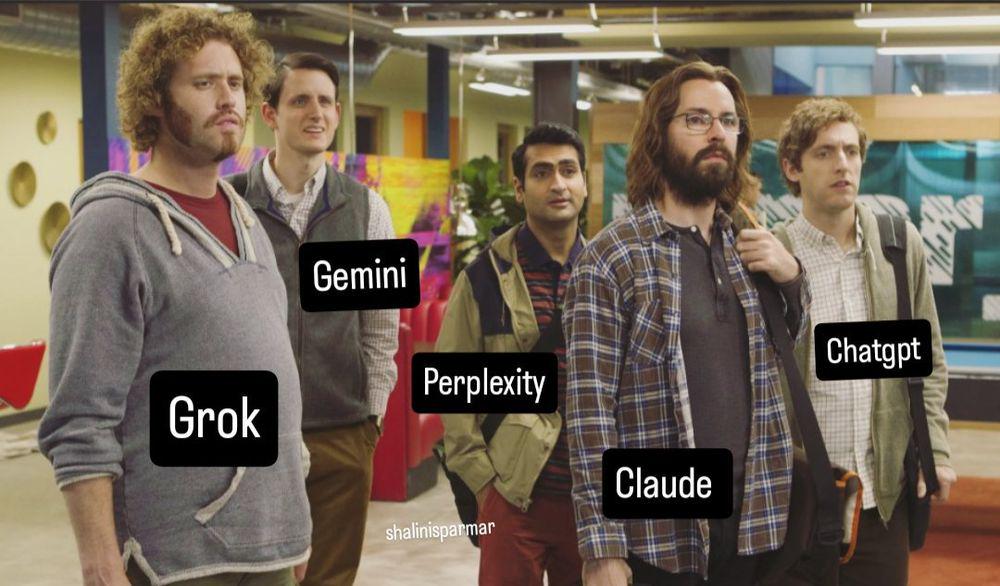 Gemini
Chatgpt
Perplexity
Grok
Claude
shalinisparmar